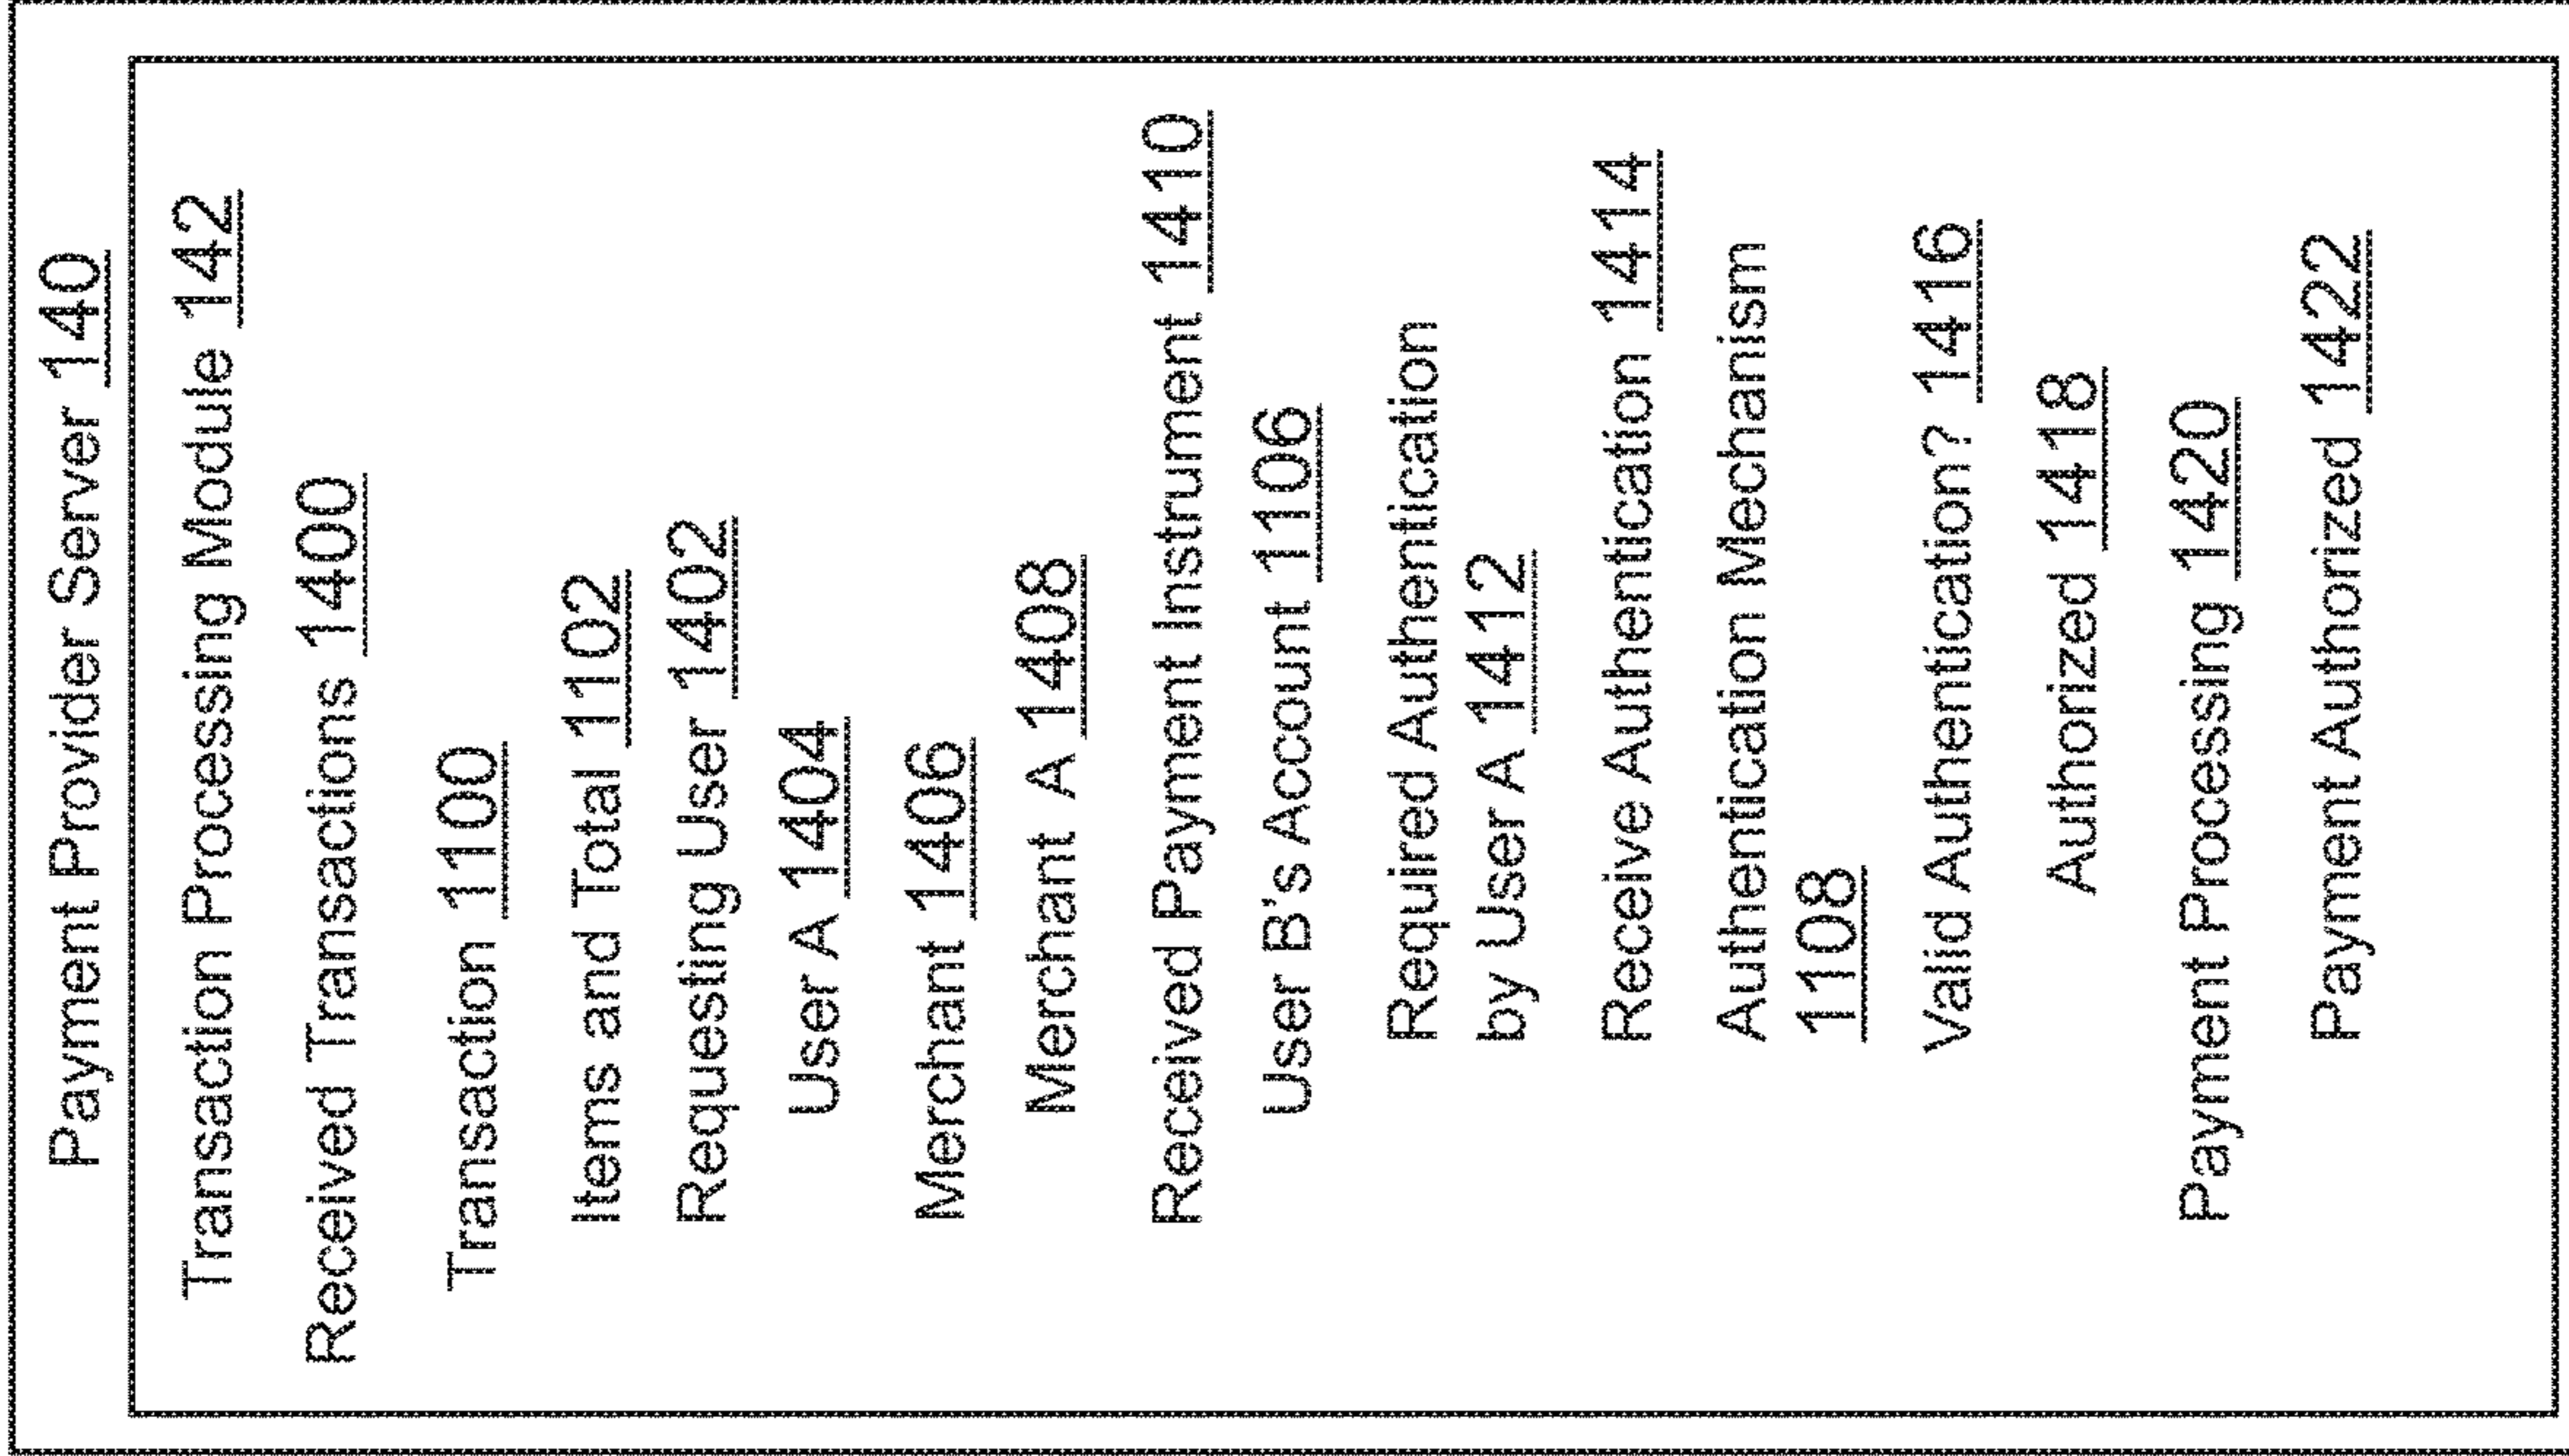 Payment Provider Server 140
Transaction Processing Module 142
Received Transactions 1400
Transaction 1100
Items and Total 1102
Requesting User 1402
User A 1404
Merchant 1406
Merchant A 1408
Received Payment Instrument 1410
User B's Account 1106
Required Authentication
by User A 1412
Receive Authentication 1414
Authentication Mechanism
1108
Valid Authentication? 1416
Authorized 1418
Payment Processing 1420
Payment Authorized 1422